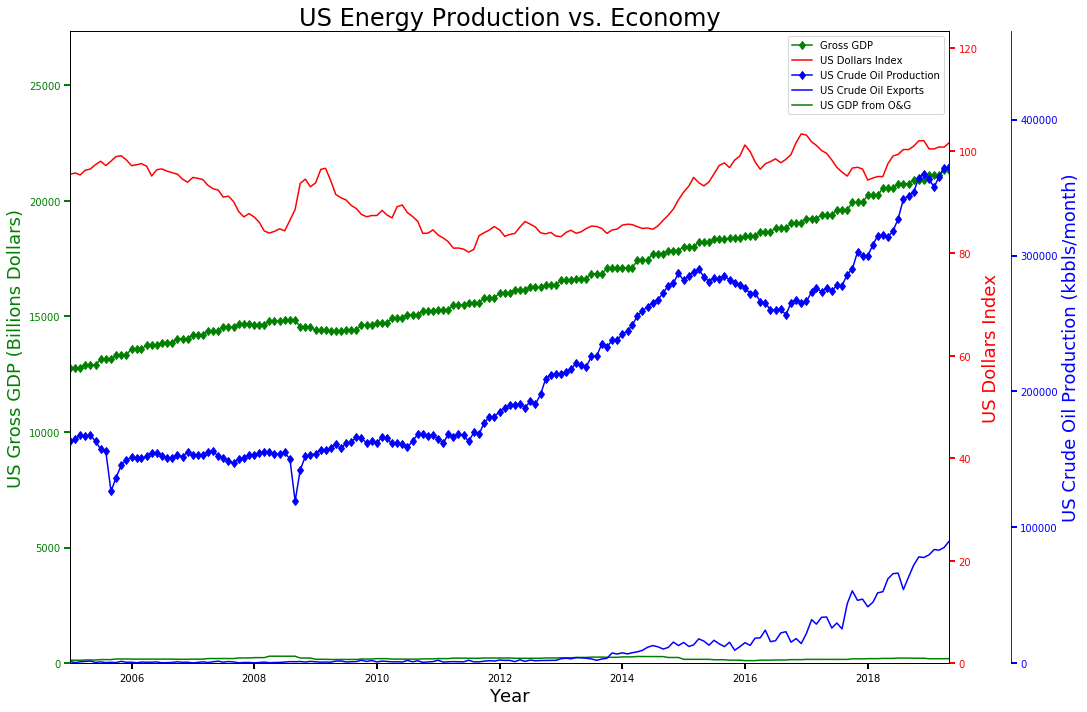 US Energy Production vs. Economy
Gross GDP
US Dollars Index
US Crude Oil Production
US Crude Oil Exports
US GDP from O&G
US Gross GDP (Billions Dollars)
25000
20000
15000
10000
5000
0
120
100
80
60
40
20
0
US Dollars Index
400000
300000
200000
100000
0
US Crude Oil Production (kbbls/month)
2006
2008
2010
2012
2014
2016
2018
Year